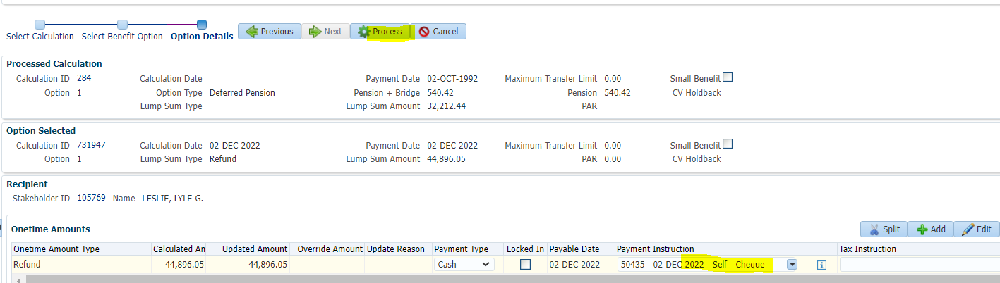 Select Calculation Select Benefit Option Option Details Previous Next Process Cancel
Processed Calculation
Calculation ID 284 Calculation Date Payment Date 02-OCT-1992 Maximum Transfer Limit 0.00 Small Benefit
Option 1 Option Type Deferred Pension Pension + Bridge 540.42 Pension 540.42 CV Holdback
Lump Sum Type Lump Sum Amount 32,212.44 PAR
Option Selected
Calculation ID 731947 Calculation Date 02-DEC-2022 Payment Date 02-DEC-2022 Maximum Transfer Limit 0.00 Small Benefit
Option 1 Lump Sum Type Refund Lump Sum Amount 44,896.05 PAR 0.00 CV Holdback
Recipient
Stakeholder ID 105769 Name LESLIE, LYLE G.
Onetime Amounts Split Add Edit
Onetime Amount Type Calculated Am Updated Amount Override Amount Update Reason Payment Type Locked In Payable Date Payment Instruction Tax Instruction
Refund 44,896.05 44,896.05 Cash 02-DEC-2022 50435 - 02-DEC-2022 - Self - Cheque